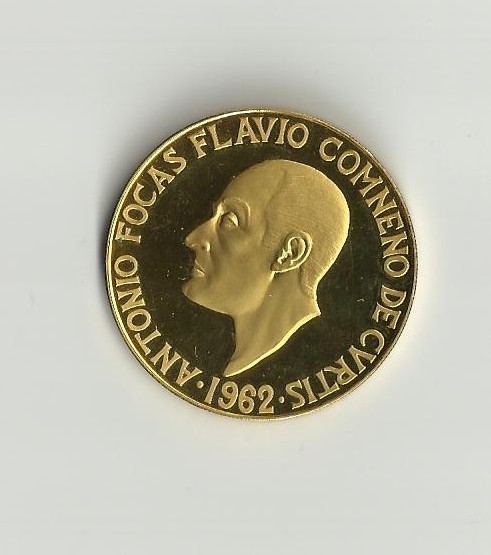 ANTONIO FOCAS FLAVIO COMNENO DE CVRTIS
· 1962 ·